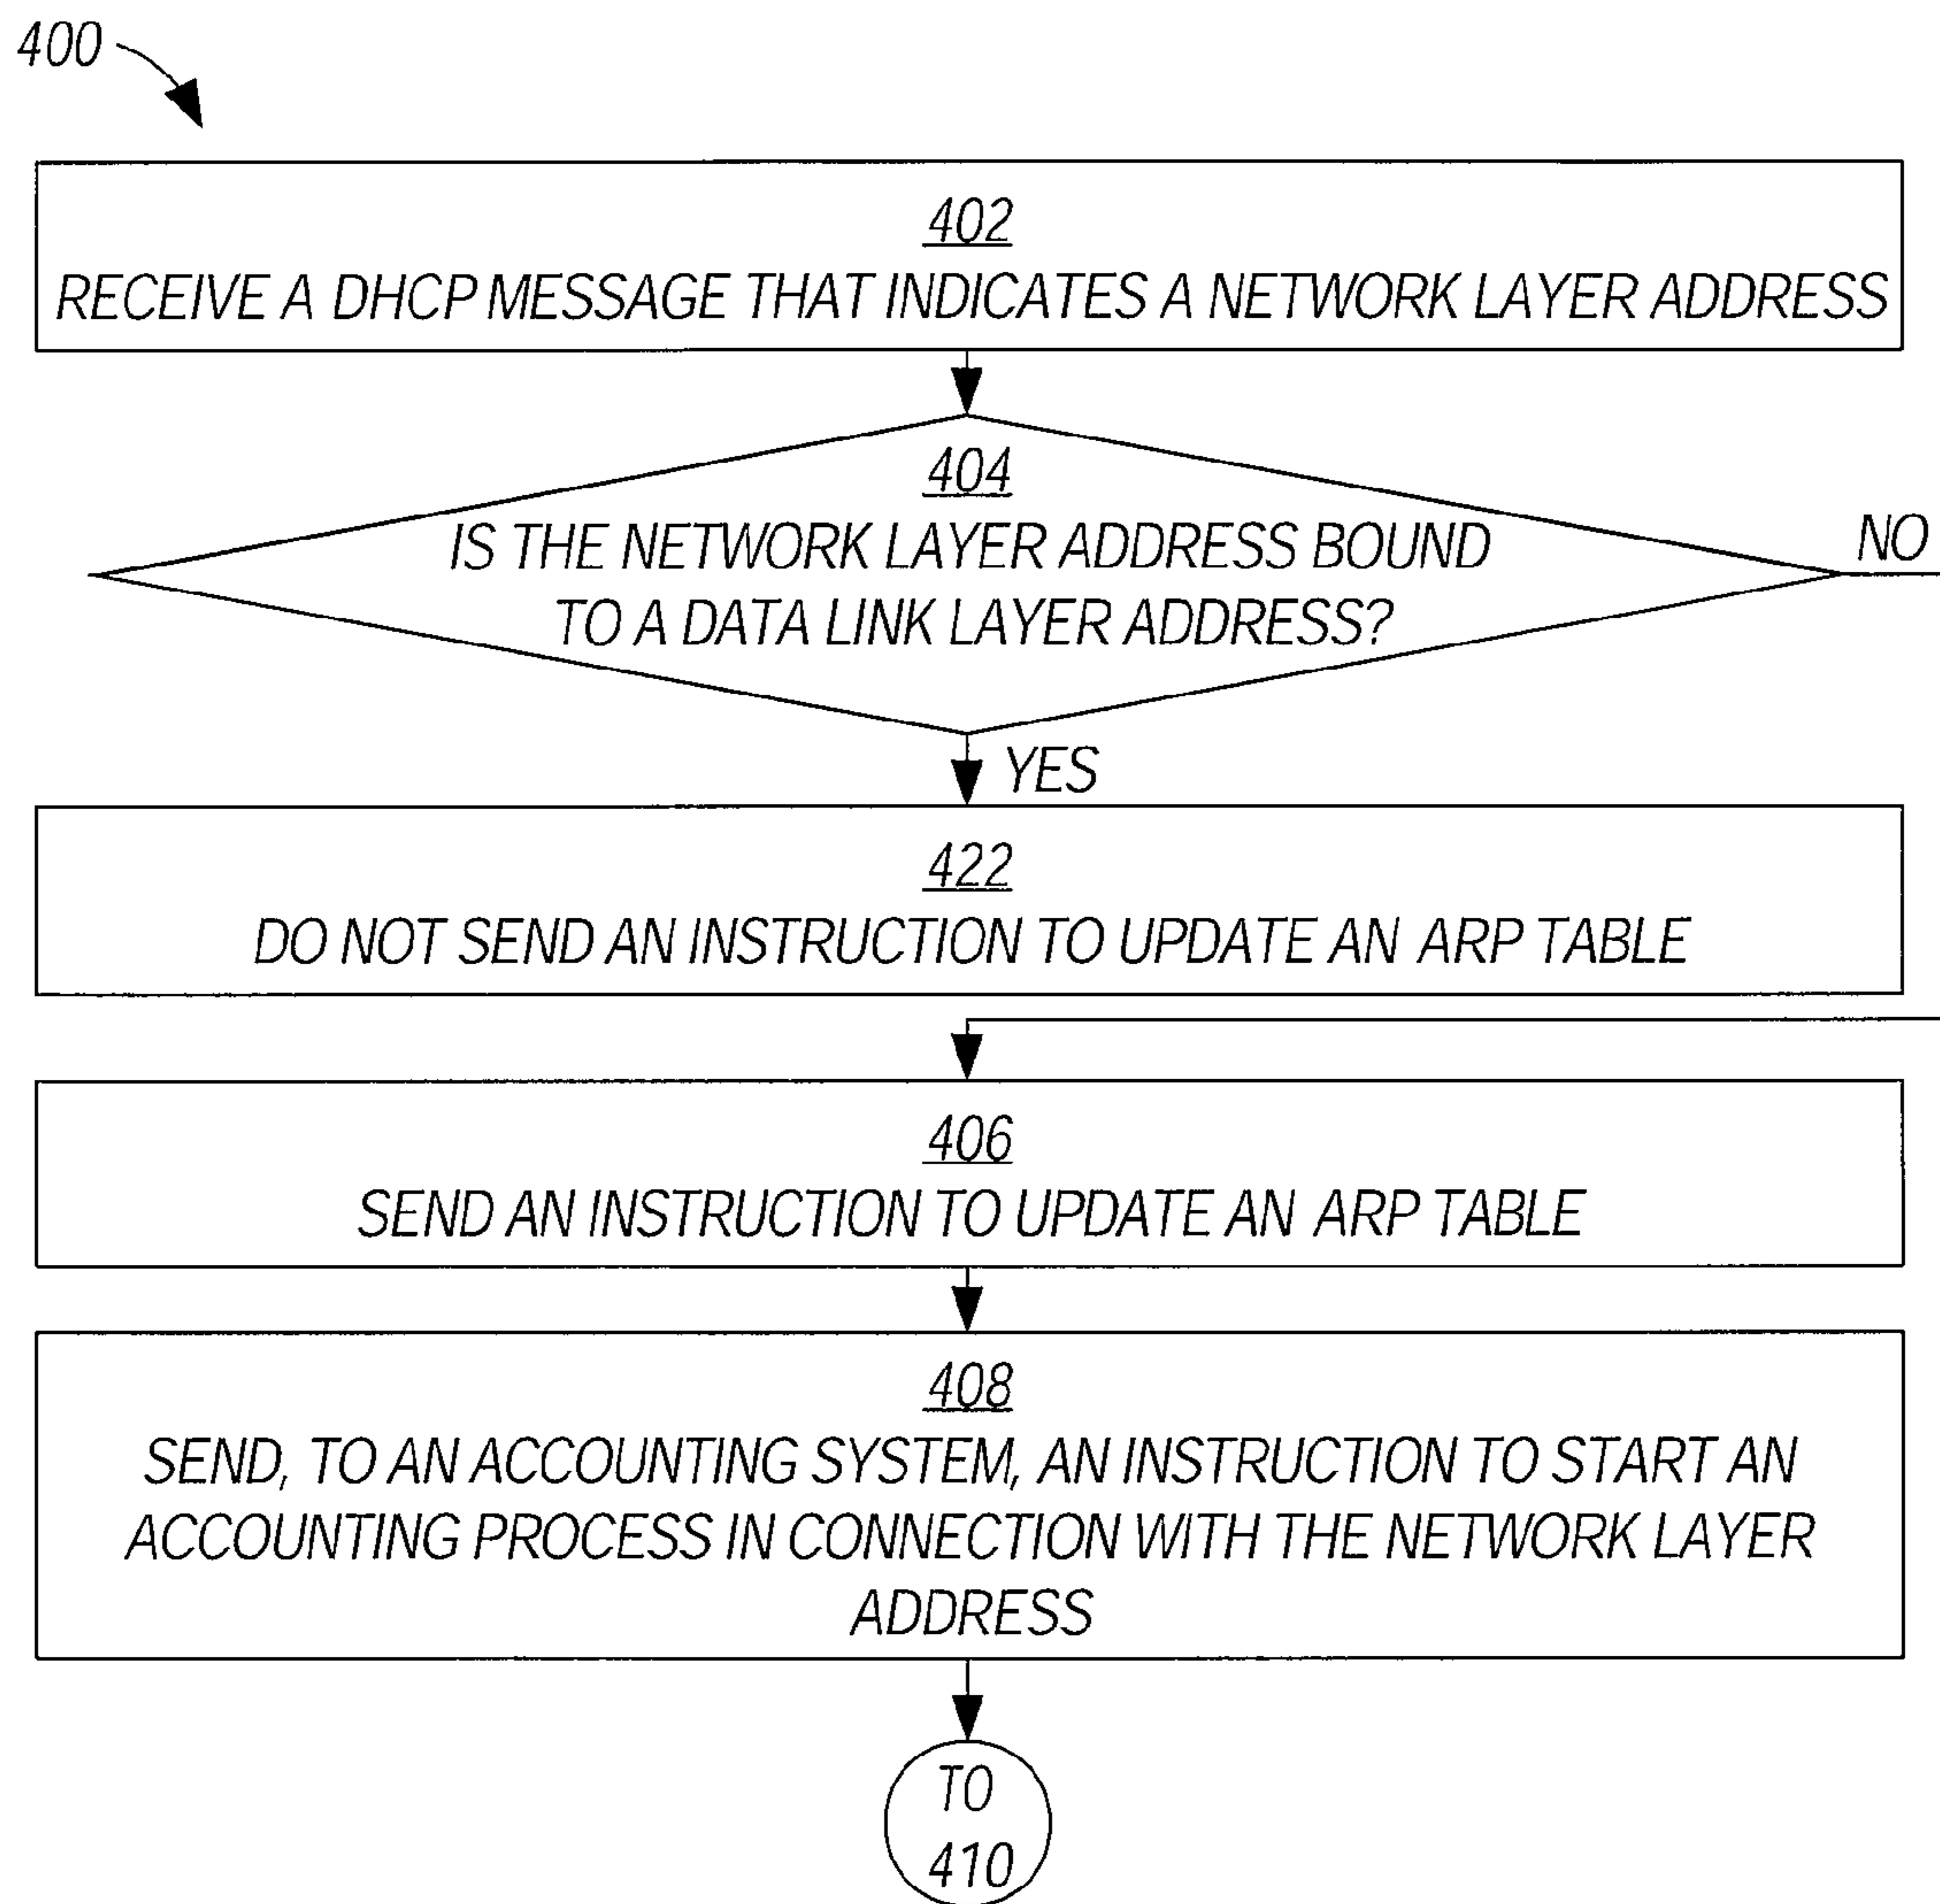 400
402
RECEIVE A DHCP MESSAGE THAT INDICATES A NETWORK LAYER ADDRESS
404
IS THE NETWORK LAYER ADDRESS BOUND
TO A DATA LINK LAYER ADDRESS?
NO
YES
422
DO NOT SEND AN INSTRUCTION TO UPDATE AN ARP TABLE
406
SEND AN INSTRUCTION TO UPDATE AN ARP TABLE
408
SEND, TO AN ACCOUNTING SYSTEM, AN INSTRUCTION TO START AN
ACCOUNTING PROCESS IN CONNECTION WITH THE NETWORK LAYER
ADDRESS
TO
410